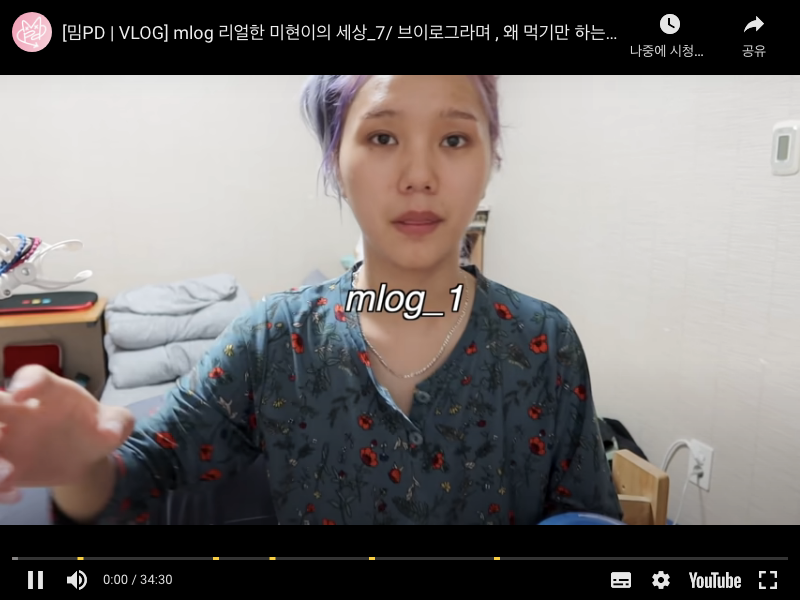 [밈PD | VLOG] mlog 리얼한 미현이의 세상_7/ 브이로그라며 , 왜 먹기만 하는...
나중에 시청...
공유
mlog_1
0:00 / 34:30
YouTube